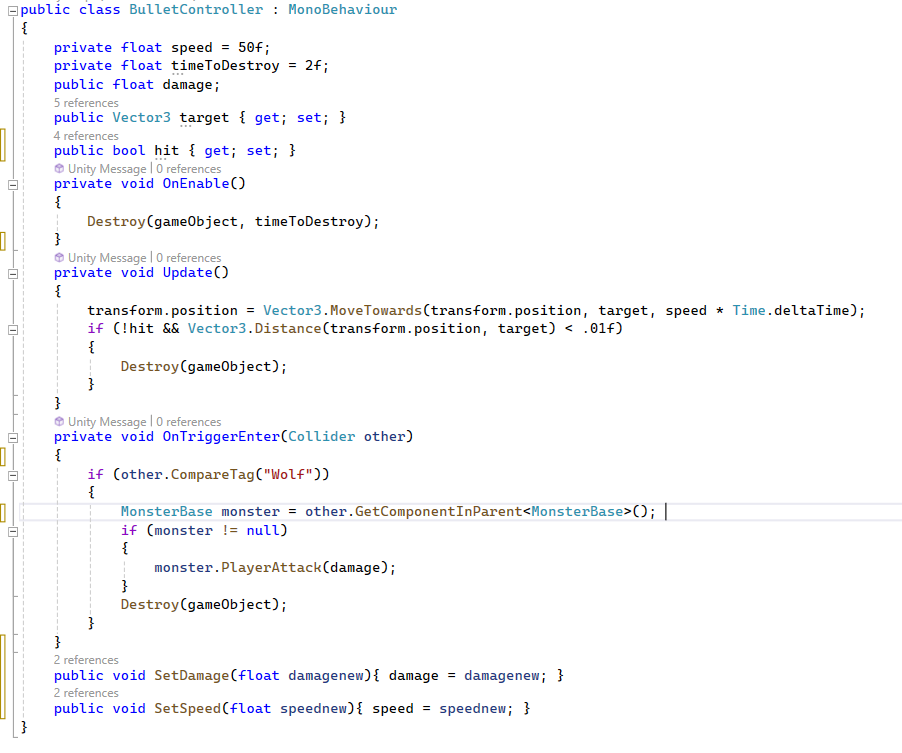 public class BulletController : MonoBehaviour
{
    private float speed = 50f;
    private float timeToDestroy = 2f;
    public float damage;
    5 references
    public Vector3 target { get; set; }
    4 references
    public bool hit { get; set; }
    Unity Message | 0 references
    private void OnEnable()
    {
        Destroy(gameObject, timeToDestroy);
    }
    Unity Message | 0 references
    private void Update()
    {
        transform.position = Vector3.MoveTowards(transform.position, target, speed * Time.deltaTime);
        if (!hit && Vector3.Distance(transform.position, target) < .01f)
        {
            Destroy(gameObject);
        }
    }
    Unity Message | 0 references
    private void OnTriggerEnter(Collider other)
    {
        if (other.CompareTag("Wolf"))
        {
            MonsterBase monster = other.GetComponentInParent<MonsterBase>();
            if (monster != null)
            {
                monster.PlayerAttack(damage);
            }
            Destroy(gameObject);
        }
    }
    2 references
    public void SetDamage(float damagenew){ damage = damagenew; }
    2 references
    public void SetSpeed(float speednew){ speed = speednew; }
}